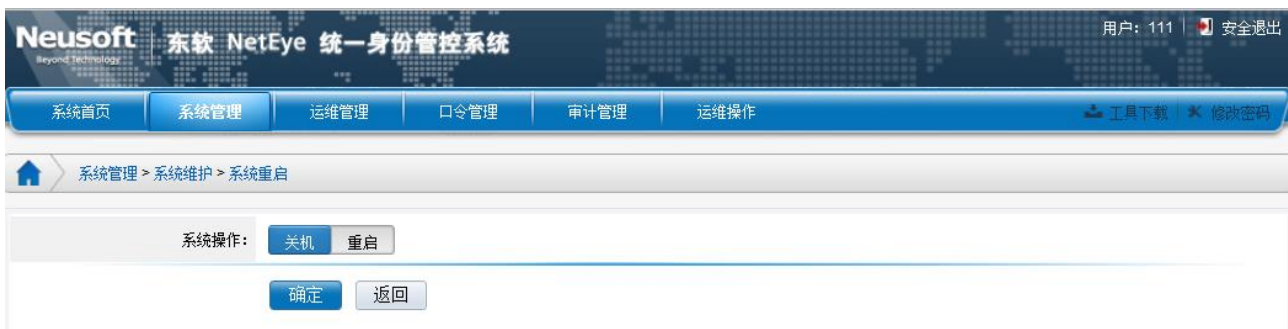 Neusoft
Beyond Technology
东软 NetEye 统一身份管控系统
用户：111
安全退出
系统首页
系统管理
运维管理
口令管理
审计管理
运维操作
工具下载
修改密码
系统管理 > 系统维护 > 系统重启
系统操作：
关机
重启
确定
返回